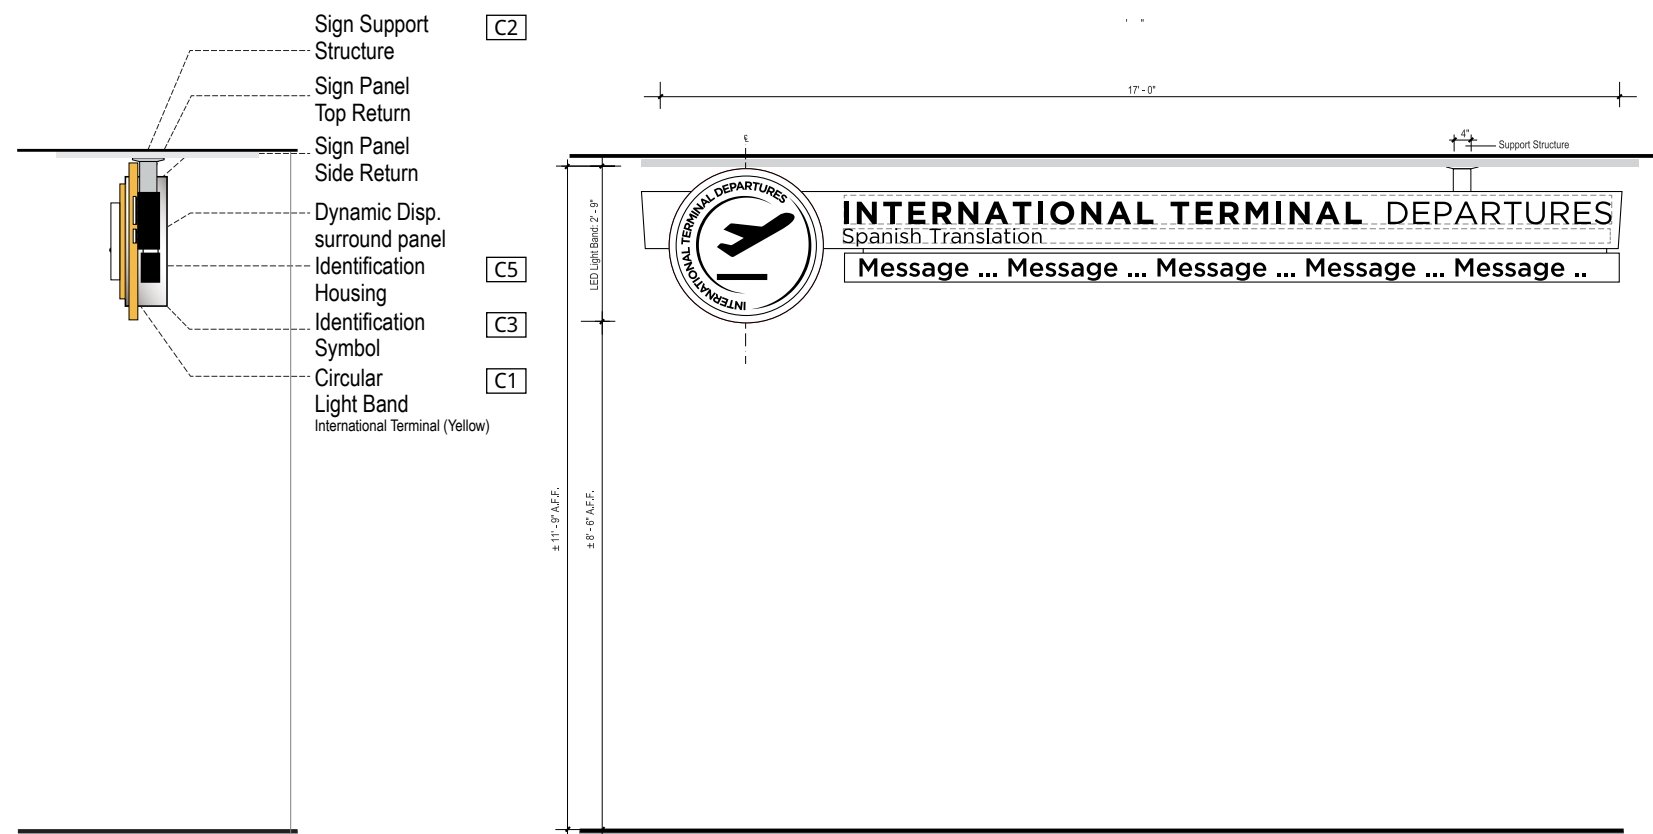 Sign Support
Structure
C2
Sign Panel
Top Return
Sign Panel
Side Return
Dynamic Disp.
surround panel
Identification
Housing
C5
Identification
Symbol
C3
Circular
Light Band
C1
International Terminal (Yellow)
' "
17' - 0"
℄
4"
Support Structure
LED Light Band: 2' - 9"
INTERNATIONAL TERMINAL DEPARTURES
INTERNATIONAL TERMINAL DEPARTURES
Spanish Translation
Message ... Message ... Message ... Message ... Message ..
± 11' - 9" A.F.F.
± 8' - 6" A.F.F.